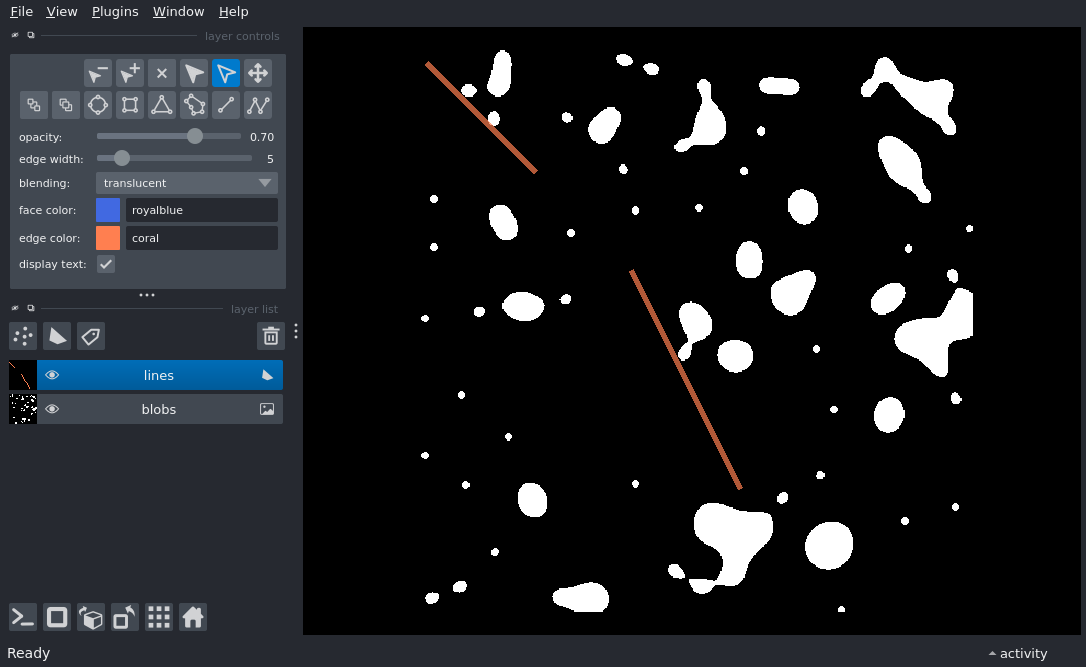 File View Plugins Window Help
layer controls
opacity: 0.70
edge width: 5
blending: translucent
face color: royalblue
edge color: coral
display text:
layer list
lines
blobs
Ready
activity